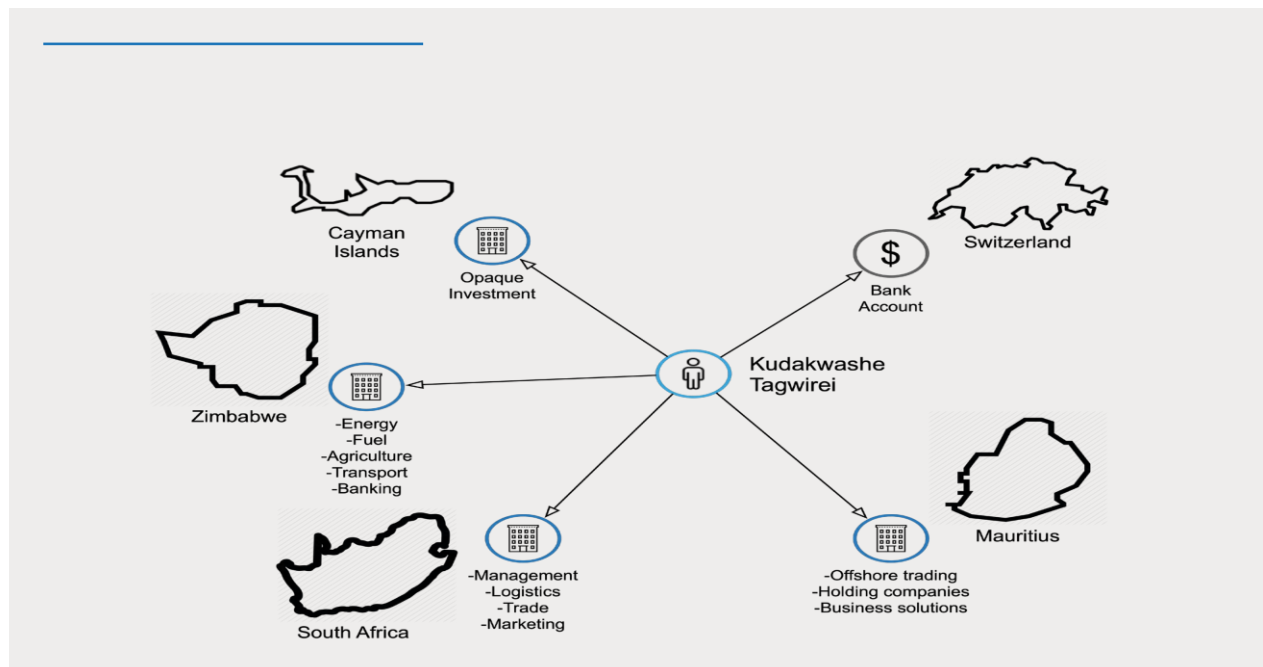 Cayman
Islands
Opaque
Investment
$
Bank
Account
Switzerland
Kudakwashe
Tagwirei
Zimbabwe
-Energy
-Fuel
-Agriculture
-Transport
-Banking
South Africa
-Management
-Logistics
-Trade
-Marketing
Mauritius
-Offshore trading
-Holding companies
-Business solutions